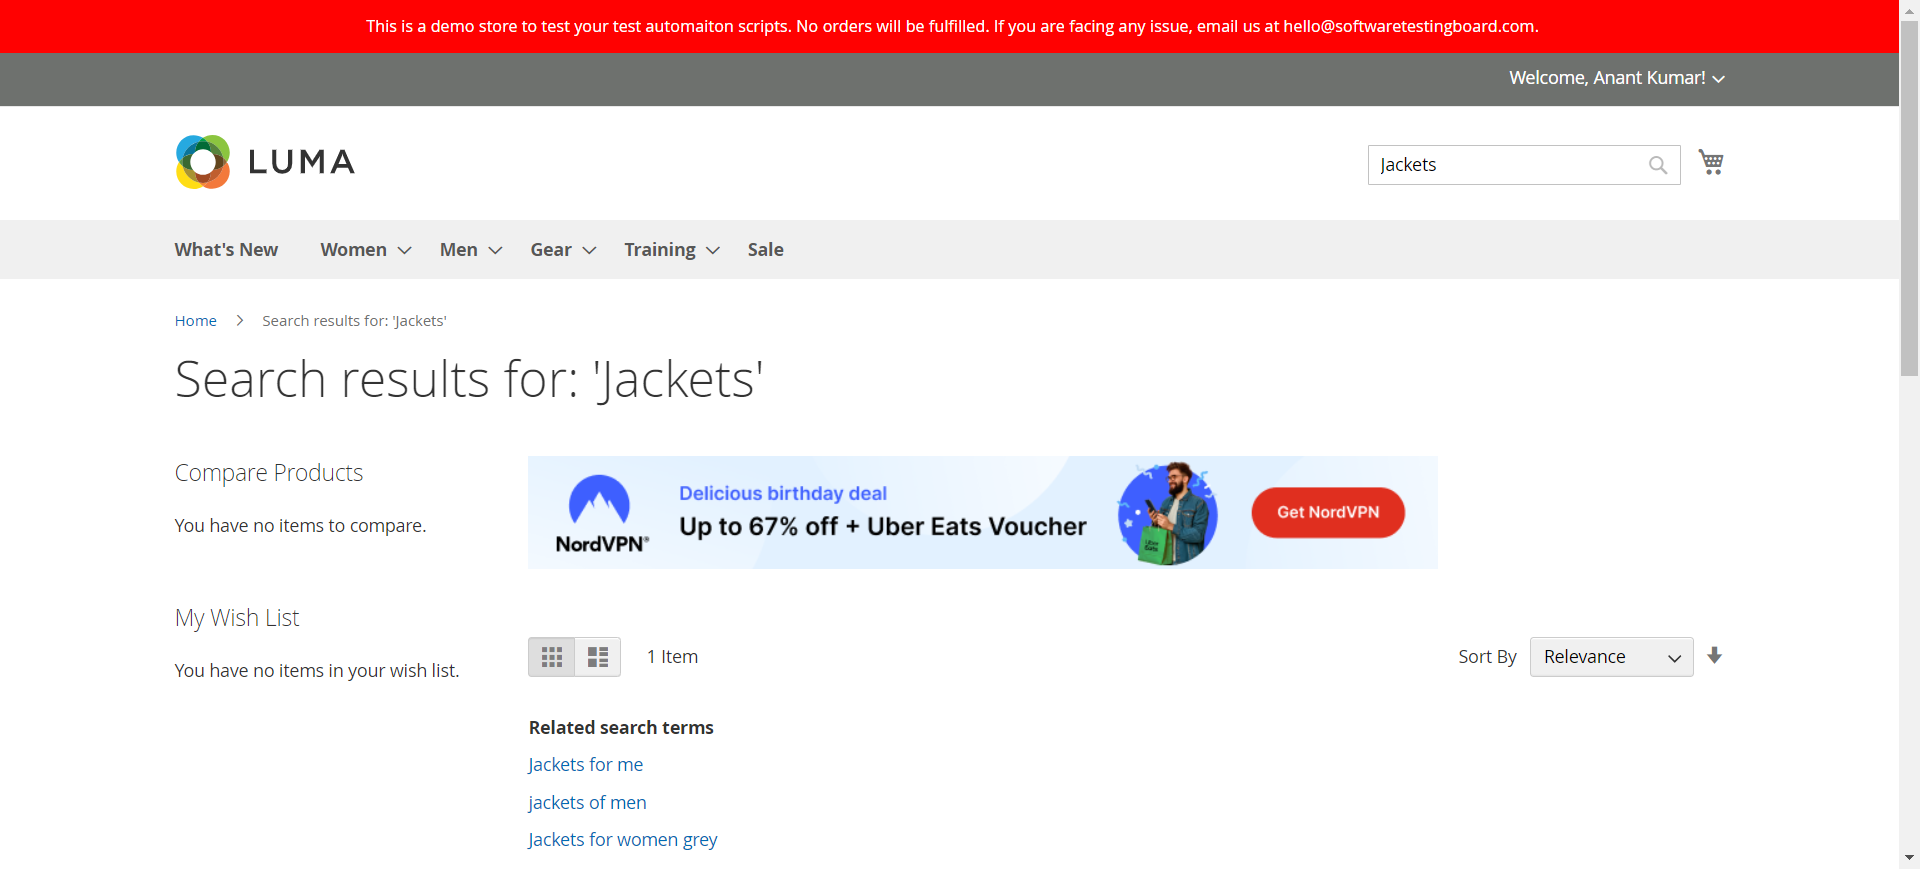 This is a demo store to test your test automaiton scripts. No orders will be fulfilled. If you are facing any issue, email us at hello@softwaretestingboard.com.
Welcome, Anant Kumar!
LUMA
Jackets
What's New Women Men Gear Training Sale
Home Search results for: 'Jackets'
Search results for: 'Jackets'
Compare Products
You have no items to compare.
NordVPN®
Delicious birthday deal
Up to 67% off + Uber Eats Voucher
Uber Eats
Get NordVPN
My Wish List
You have no items in your wish list.
1 Item
Sort By Relevance
Related search terms
Jackets for me
jackets of men
Jackets for women grey